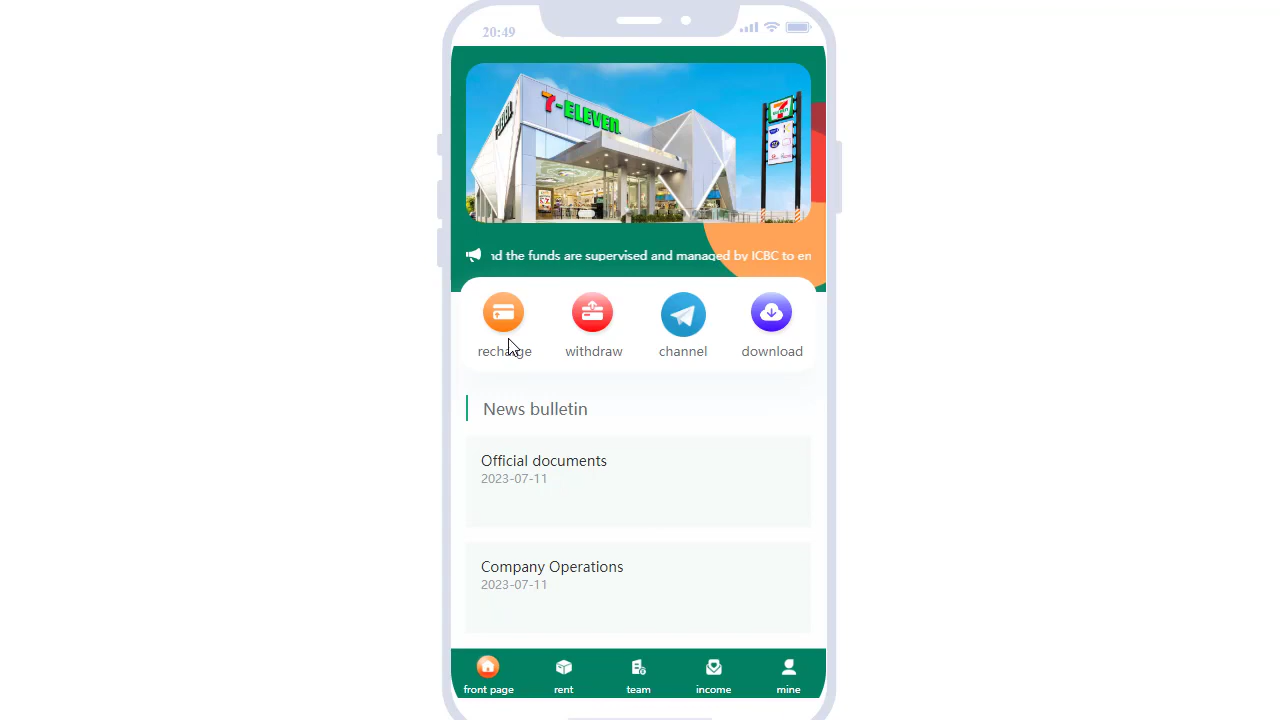 20:49
7-ELEVEN
nd the funds are supervised and managed by ICBC to en
recharge
withdraw
channel
download
News bulletin
Official documents
2023-07-11
Company Operations
2023-07-11
front page
rent
team
income
mine